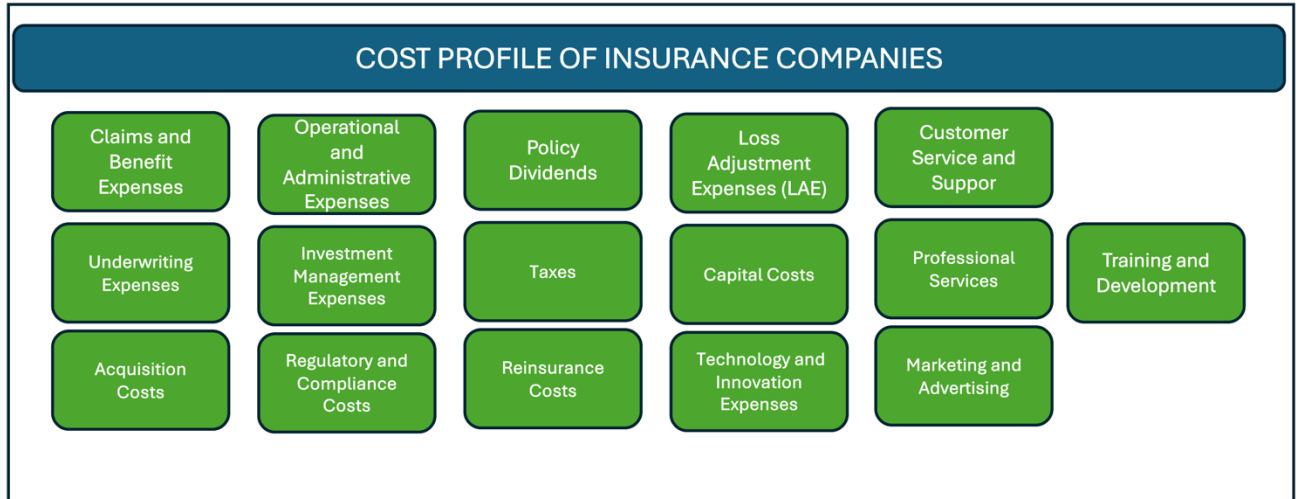 COST PROFILE OF INSURANCE COMPANIES
Claims and
Benefit
Expenses
Operational
and
Administrative
Expenses
Policy
Dividends
Loss
Adjustment
Expenses (LAE)
Customer
Service and
Suppor
Underwriting
Expenses
Investment
Management
Expenses
Taxes
Capital Costs
Professional
Services
Training and
Development
Acquisition
Costs
Regulatory and
Compliance
Costs
Reinsurance
Costs
Technology and
Innovation
Expenses
Marketing and
Advertising